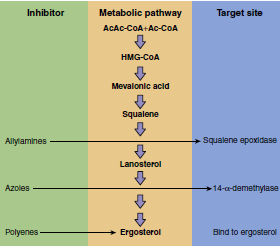 Inhibitor Metabolic pathway Target site
AcAc-CoA+Ac-CoA
HMG-CoA
Mevalonic acid
Squalene
Allylamines Squalene epoxidase
Lanosterol
Azoles 14-α-demethylase
Polyenes Ergosterol Bind to ergosterol